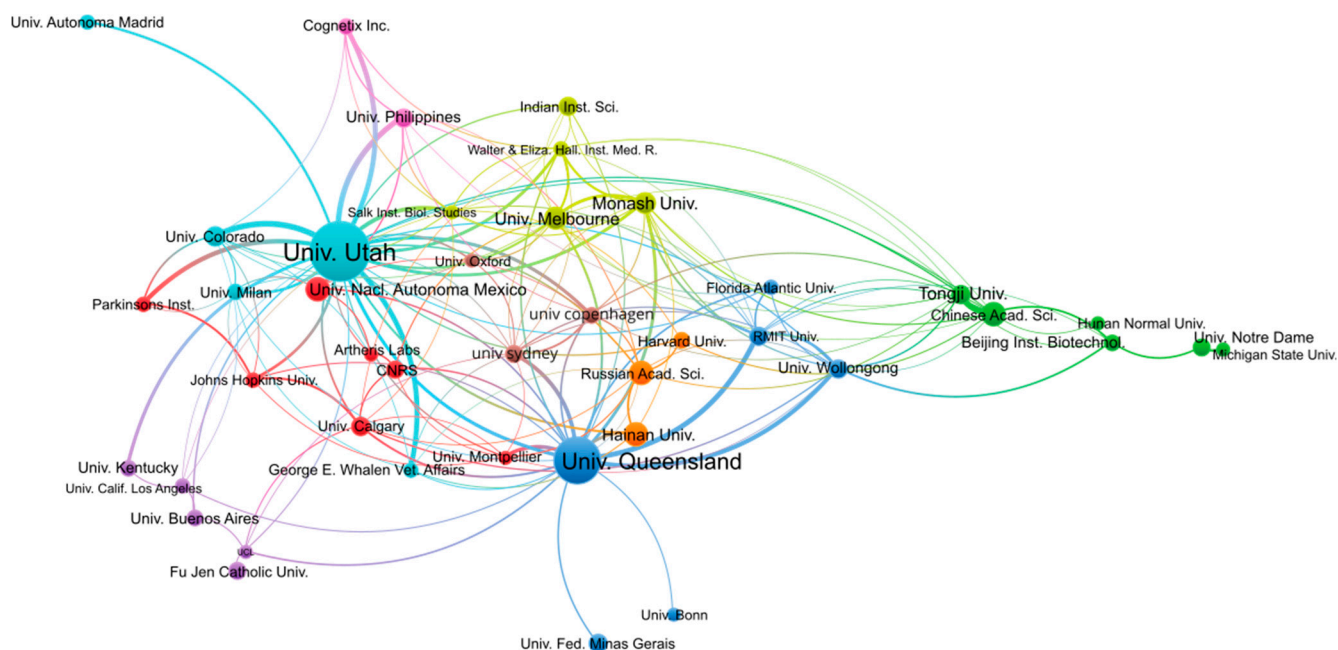 Univ. Autonoma Madrid
Cognetix Inc.
Univ. Philippines
Indian Inst. Sci.
Walter & Eliza. Hall. Inst. Med. R.
Salk Inst. Biol. Studies
Monash Univ.
Univ. Melbourne
Univ. Colorado
Univ. Utah
Univ. Oxford
Univ. Milan
Univ. Nacl. Autonoma Mexico
Florida Atlantic Univ.
Tongji Univ.
Parkinsons Inst.
univ copenhagen
Chinese Acad. Sci.
Hunan Normal Univ.
Univ. Notre Dame
Harvard Univ.
RMIT Univ.
Beijing Inst. Biotechnol.
Michigan State Univ.
Artheris Labs
univ sydney
CNRS
Johns Hopkins Univ.
Russian Acad. Sci.
Univ. Wollongong
Univ. Calgary
Hainan Univ.
Univ. Montpellier
Univ. Queensland
Univ. Kentucky
George E. Whalen Vet. Affairs
Univ. Calif. Los Angeles
Univ. Buenos Aires
UCL
Fu Jen Catholic Univ.
Univ. Bonn
Univ. Fed. Minas Gerais